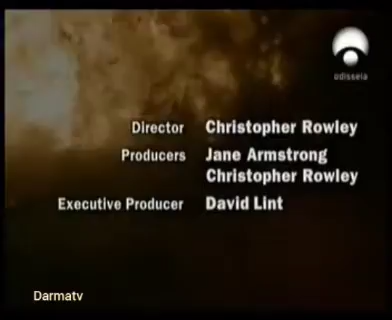 odisseia
Director Christopher Rowley
Producers Jane Armstrong
Christopher Rowley
Executive Producer David Lint
Darmatv